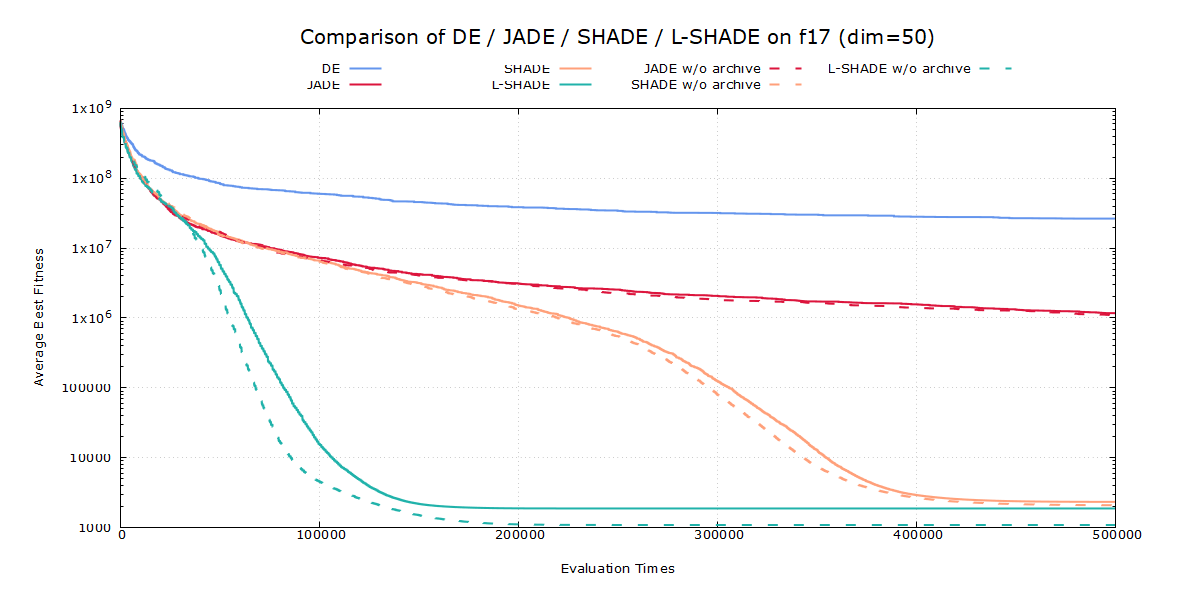 Comparison of DE / JADE / SHADE / L-SHADE on f17 (dim=50)
DE SHADE JADE w/o archive L-SHADE w/o archive
JADE L-SHADE SHADE w/o archive
1x10^9
1x10^8
1x10^7
1x10^6
100000
10000
1000
Average Best Fitness
0 100000 200000 300000 400000 500000
Evaluation Times